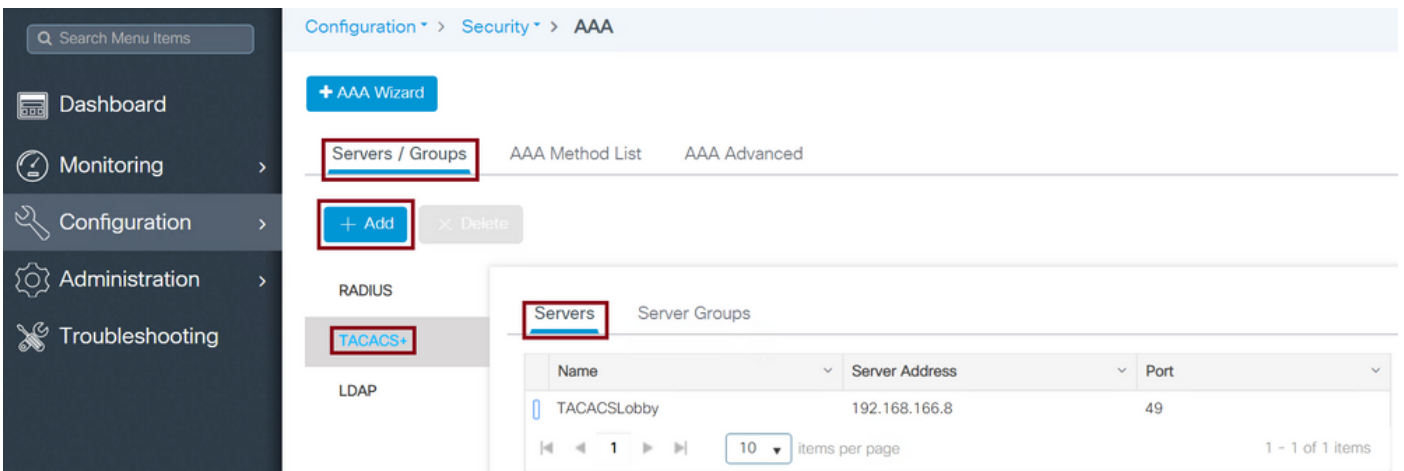 Search Menu Items
Dashboard
Monitoring
Configuration
Administration
Troubleshooting
Configuration > Security > AAA
+ AAA Wizard
Servers / Groups AAA Method List AAA Advanced
+ Add × Delete
RADIUS
TACACS+
LDAP
Servers Server Groups
Name Server Address Port
TACACSLobby 192.168.166.8 49
1 10 items per page 1 - 1 of 1 items